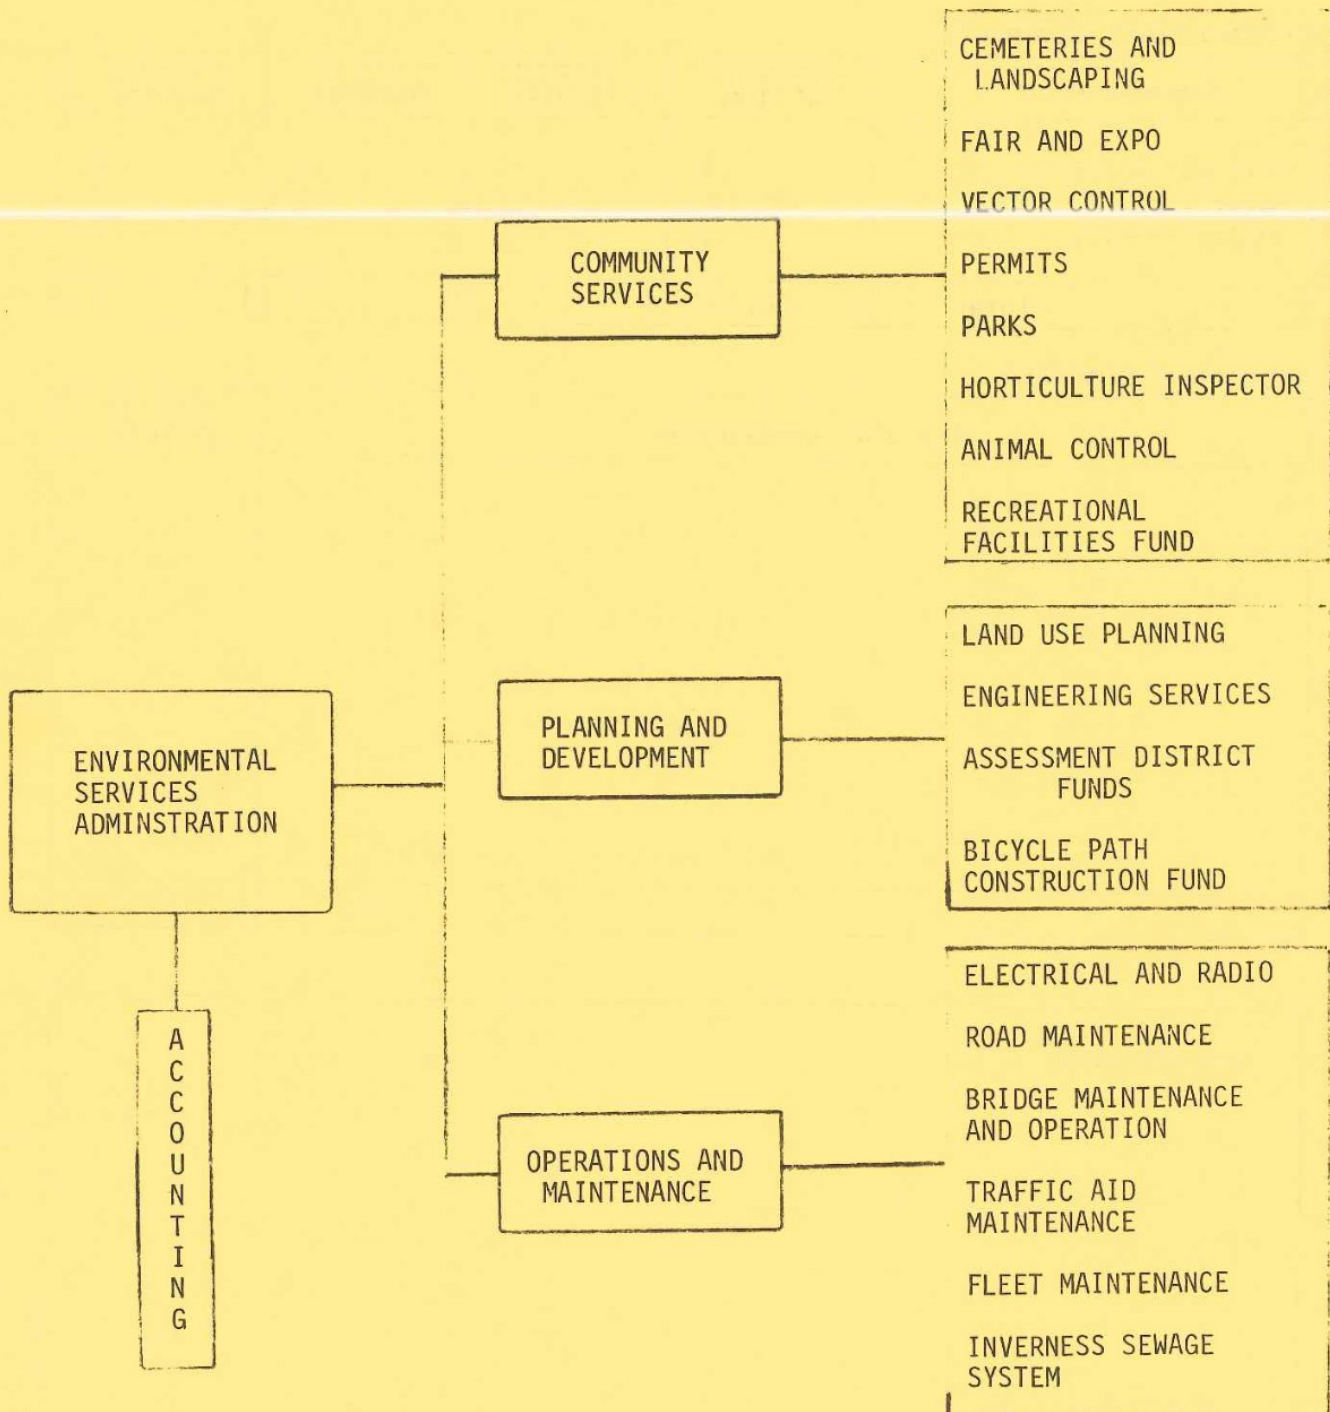 CEMETERIES AND
LANDSCAPING
FAIR AND EXPO
VECTOR CONTROL
PERMITS
PARKS
HORTICULTURE INSPECTOR
ANIMAL CONTROL
RECREATIONAL
FACILITIES FUND
COMMUNITY
SERVICES
LAND USE PLANNING
ENGINEERING SERVICES
ASSESSMENT DISTRICT
FUNDS
BICYCLE PATH
CONSTRUCTION FUND
PLANNING AND
DEVELOPMENT
ENVIRONMENTAL
SERVICES
ADMINSTRATION
ACCOUNTING
OPERATIONS AND
MAINTENANCE
ELECTRICAL AND RADIO
ROAD MAINTENANCE
BRIDGE MAINTENANCE
AND OPERATION
TRAFFIC AID
MAINTENANCE
FLEET MAINTENANCE
INVERNESS SEWAGE
SYSTEM